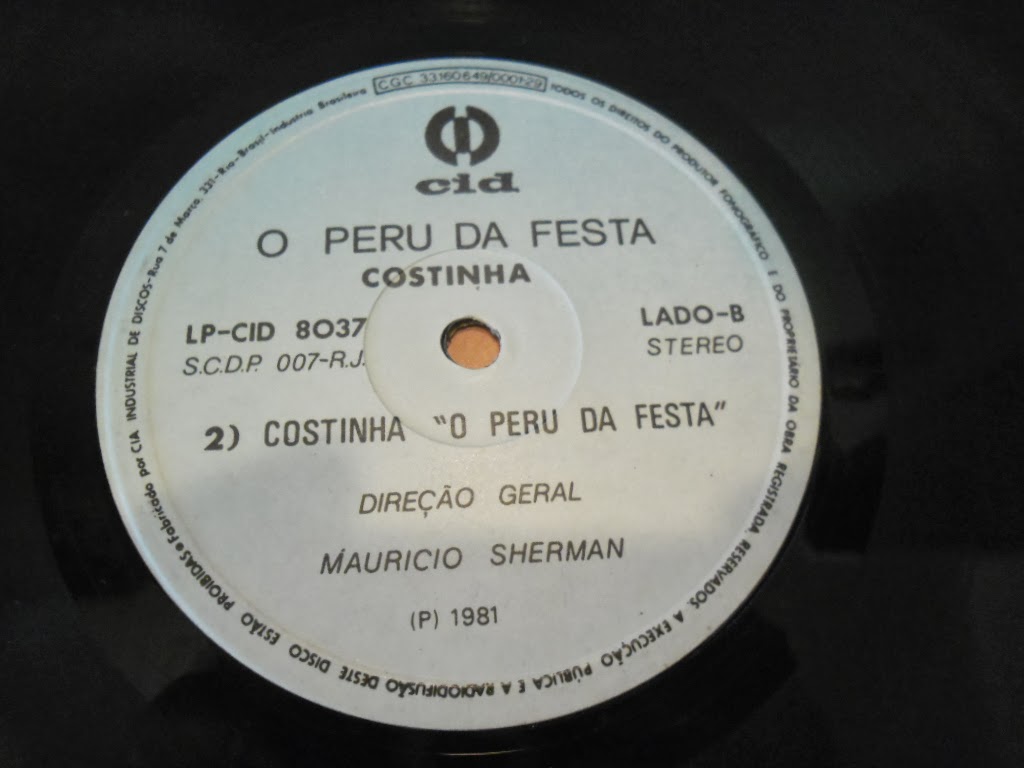 CGC 33160649/0001-29
TODOS OS DIREITOS DO PRODUTOR FONOGRÁFICO E DO PROPRIETÁRIO DA OBRA REGISTRADA RESERVADOS. A EXECUÇÃO PÚBLICA E A RADIODIFUSÃO DESTE DISCO ESTÃO PROIBIDAS e Fabricado por CIA INDUSTRIAL DE DISCOS-Rua 7 de Março, 331-Rio-Brasil-Industria Brasileira
cid
O PERU DA FESTA
COSTINHA
LP-CID 8037
LADO-B
S.C.D.P. 007-R.J.
STEREO
2) COSTINHA "O PERU DA FESTA"
DIREÇÃO GERAL
MAURICIO SHERMAN
(P) 1981